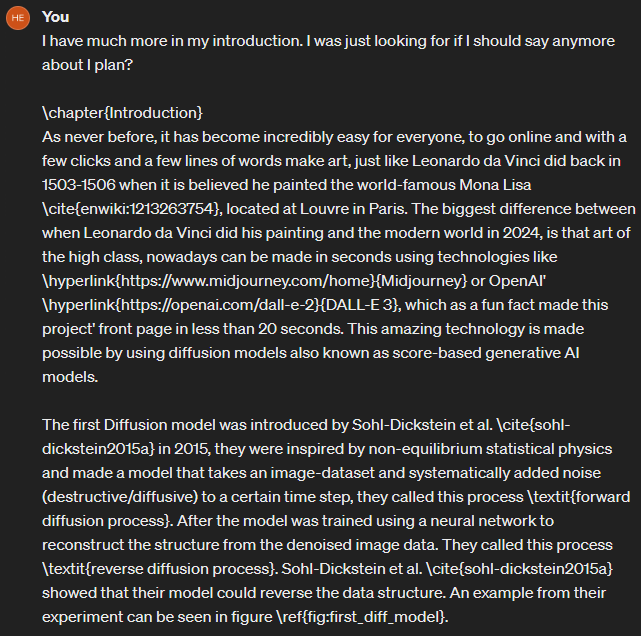 HE
You
I have much more in my introduction. I was just looking for if I should say anymore
about I plan?
\chapter{Introduction}
As never before, it has become incredibly easy for everyone, to go online and with a
few clicks and a few lines of words make art, just like Leonardo da Vinci did back in
1503-1506 when it is believed he painted the world-famous Mona Lisa
\cite{enwiki:1213263754}, located at Louvre in Paris. The biggest difference between
when Leonardo da Vinci did his painting and the modern world in 2024, is that art of
the high class, nowadays can be made in seconds using technologies like
\hyperlink{https://www.midjourney.com/home}{Midjourney} or OpenAI'
\hyperlink{https://openai.com/dall-e-2}{DALL-E 3}, which as a fun fact made this
project' front page in less than 20 seconds. This amazing technology is made
possible by using diffusion models also known as score-based generative AI
models.
The first Diffusion model was introduced by Sohl-Dickstein et al. \cite{sohl-
dickstein2015a} in 2015, they were inspired by non-equilibrium statistical physics
and made a model that takes an image-dataset and systematically added noise
(destructive/diffusive) to a certain time step, they called this process \textit{forward
diffusion process}. After the model was trained using a neural network to
reconstruct the structure from the denoised image data. They called this process
\textit{reverse diffusion process}. Sohl-Dickstein et al. \cite{sohl-dickstein2015a}
showed that their model could reverse the data structure. An example from their
experiment can be seen in figure \ref{fig:first_diff_model}.